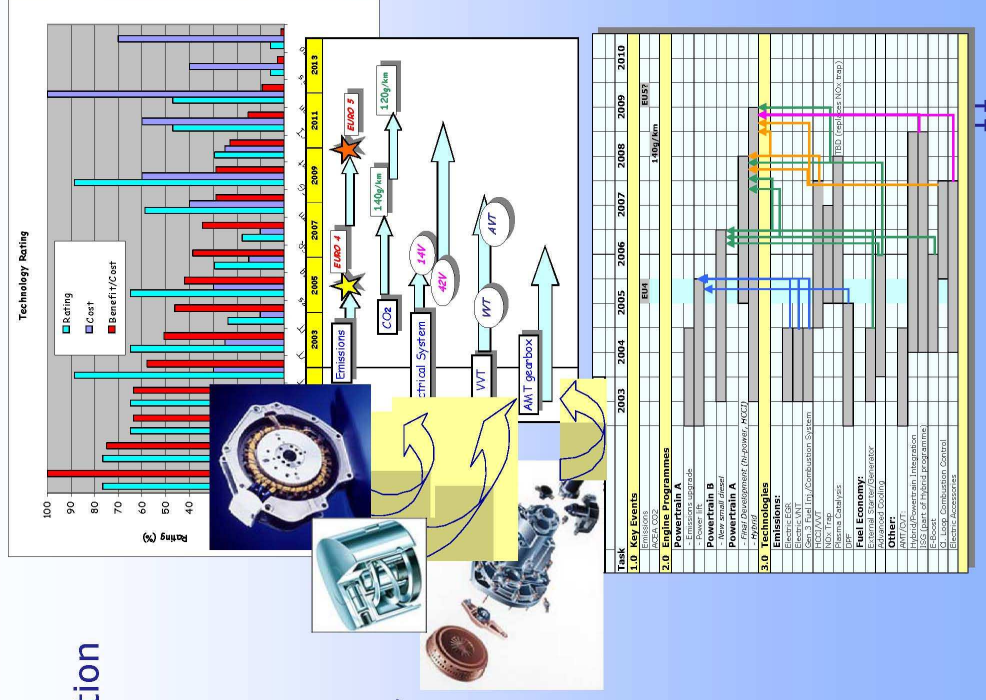 tion
Technology Rating
Rating
Cost
Benefit/Cost
Rating (%)
100
90
80
70
60
40
30
20
10
2003
2005
2007
2009
2011
2013
Emissions
EURO 4
EURO 5
CO2
140g/km
120g/km
ctrical System
14V
42V
VVT
VVT
AVT
AMT gearbox
Task
2003
2004
2005
2006
2007
2008
2009
2010
1.0 Key Events
Emissions
EU4
EU5?
ACEA CO2
140g/km
2.0 Engine Programmes
Powertrain A
- Emissions upgrade
- Power lift
Powertrain B
- New small diesel
Powertrain A
- Final Development (hi-power, HCCI)
- Hybrid
3.0 Technologies
Emissions:
Electric EGR
Electric VNT
Gen 3 Fuel Inj./Combustion System
HCCI/VVT
NOx Trap
Plasma Catalysis
TBD (replaces NOx trap)
DPF
Fuel Economy:
External Starter/Generator
Advanced Cooling
Other:
AMT/CVT:
Hybrid/Powertrain Integration
ISG (part of Hybrid programme)
E-Boost
Cl. Loop Combustion Control
Electric Accessories